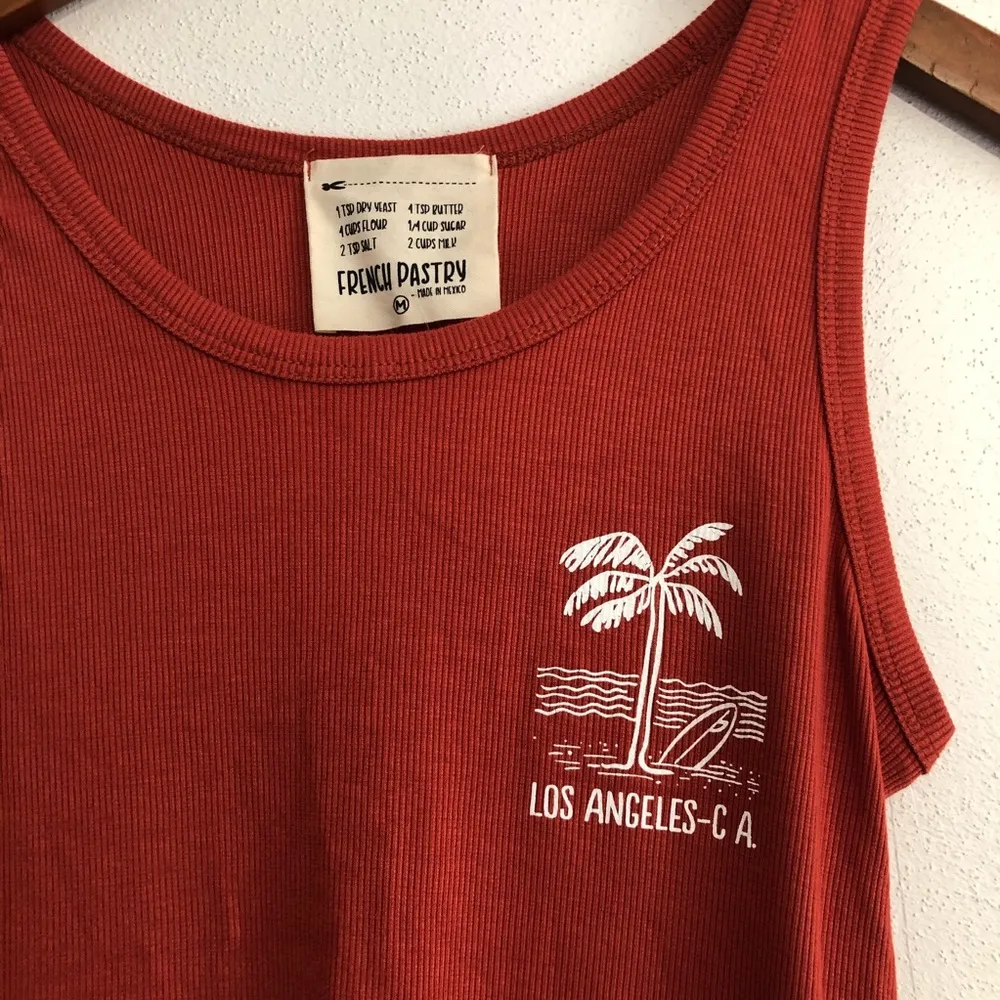 1 TSP DRY YEAST 4 TSP BUTTER
4 CUPS FLOUR 1/4 CUP SUGAR
2 TSP SALT 2 CUPS MILK
FRENCH PASTRY
- MADE IN MEXICO
M
LOS ANGELES-C A.